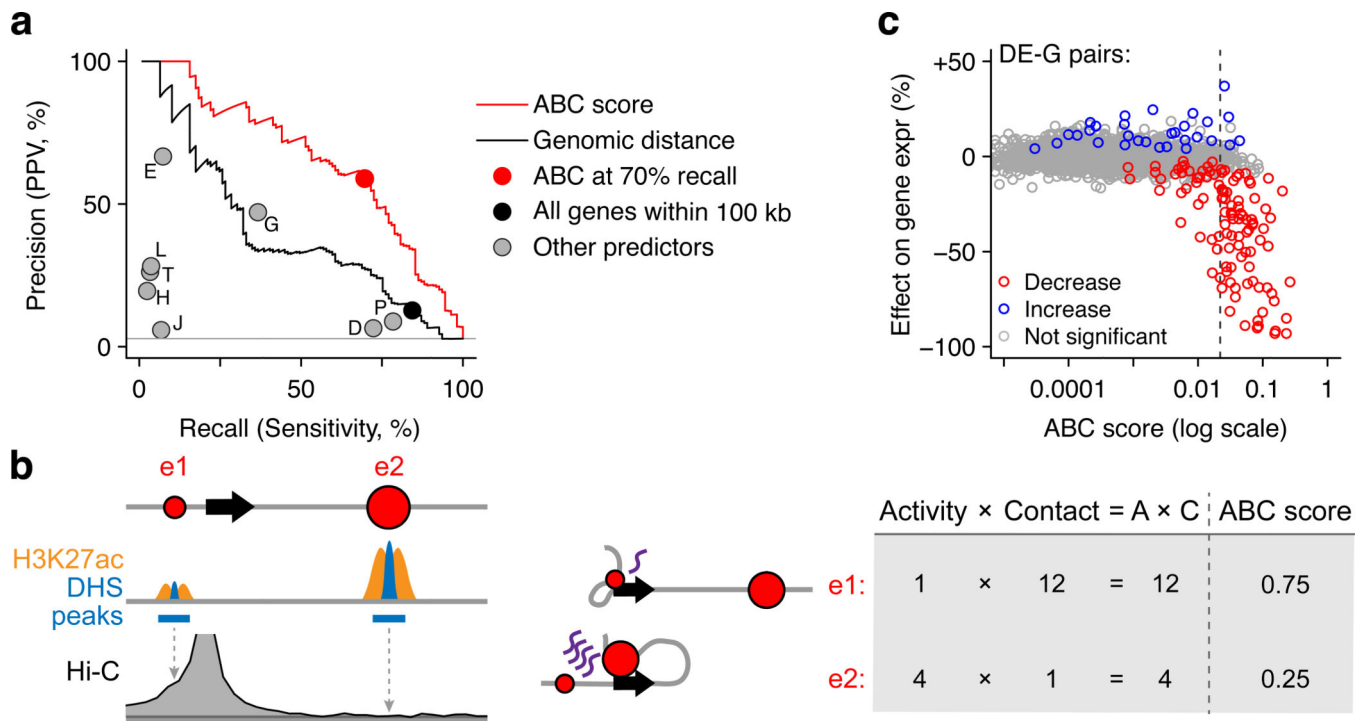 a
100
50
0
Precision (PPV, %)
E
G
L
T
H
J
D
P
0
50
100
Recall (Sensitivity, %)
ABC score
Genomic distance
ABC at 70% recall
All genes within 100 kb
Other predictors
c
DE-G pairs:
+50
0
−50
−100
Effect on gene expr (%)
Decrease
Increase
Not significant
0.0001
0.01
0.1
1
ABC score (log scale)
b
e1
e2
H3K27ac
DHS
peaks
Hi-C
Activity × Contact = A × C ABC score
e1: 1 × 12 = 12 0.75
e2: 4 × 1 = 4 0.25